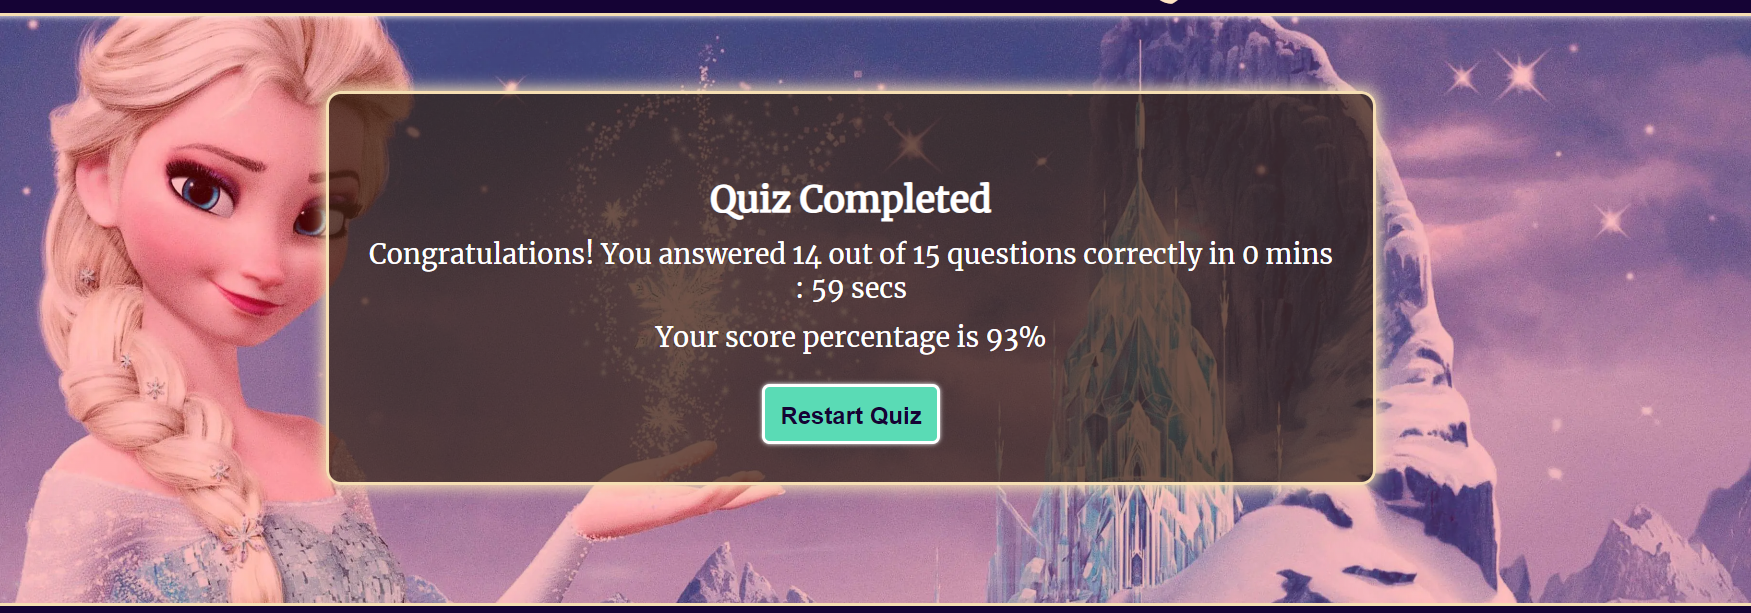 Quiz Completed
Congratulations! You answered 14 out of 15 questions correctly in 0 mins
: 59 secs
Your score percentage is 93%
Restart Quiz